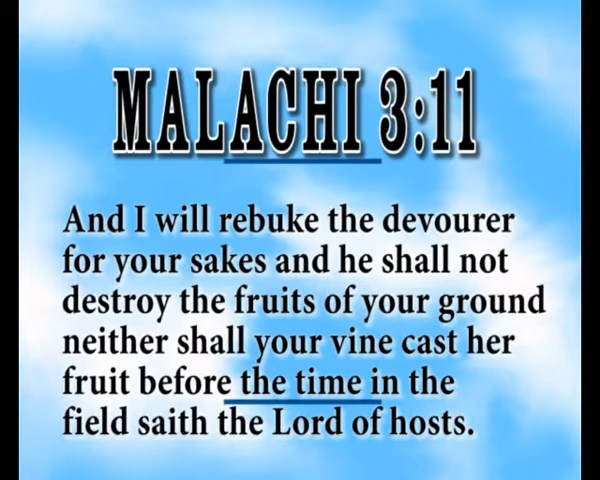 MALACHI 3:11
And I will rebuke the devourer
for your sakes and he shall not
destroy the fruits of your ground
neither shall your vine cast her
fruit before the time in the
field saith the Lord of hosts.